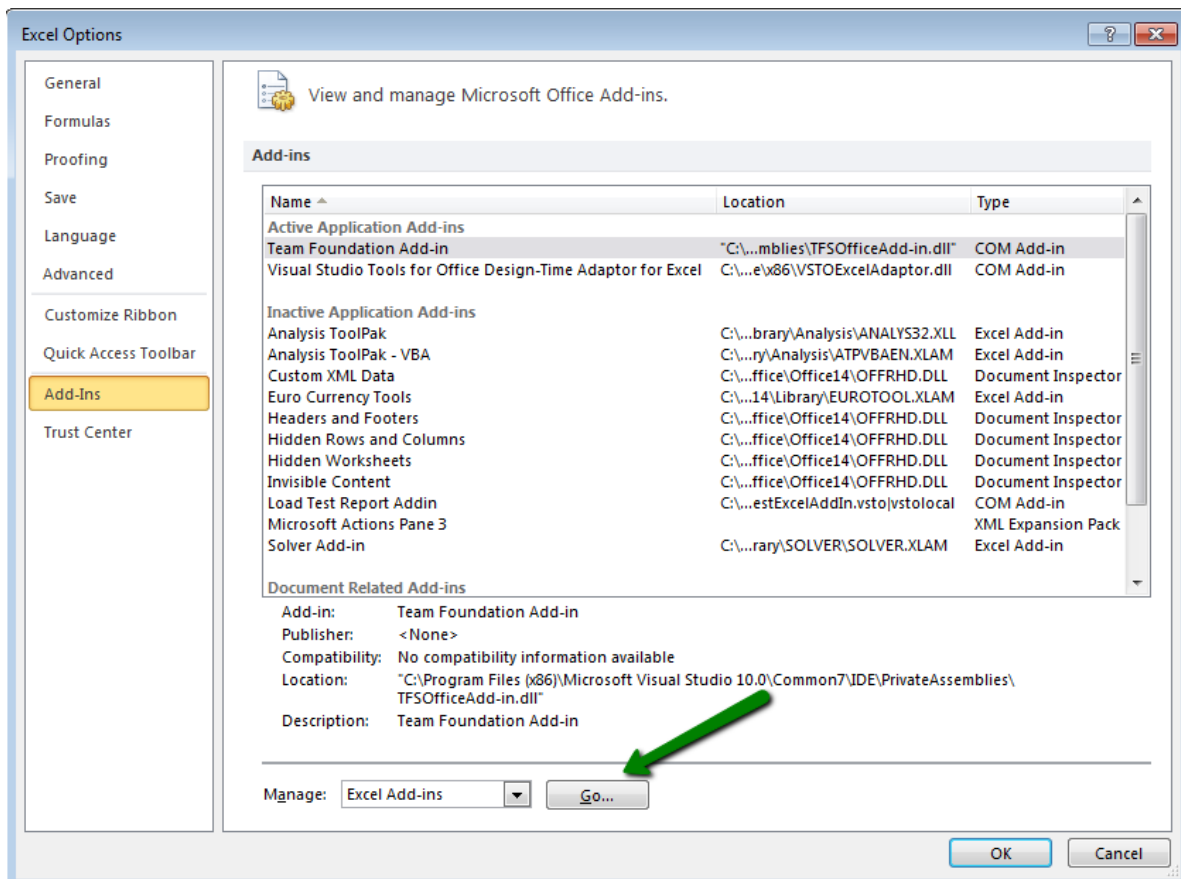 Excel Options
General
Formulas
Proofing
Save
Language
Advanced
Customize Ribbon
Quick Access Toolbar
Add-Ins
Trust Center
View and manage Microsoft Office Add-ins.
Add-ins
Name Location Type
Active Application Add-ins
Team Foundation Add-in "C:\...mblies\TFSOfficeAdd-in.dll" COM Add-in
Visual Studio Tools for Office Design-Time Adaptor for Excel C:\...e\x86\VSTOExcelAdaptor.dll COM Add-in
Inactive Application Add-ins
Analysis ToolPak C:\...brary\Analysis\ANALYS32.XLL Excel Add-in
Analysis ToolPak - VBA C:\...ry\Analysis\ATPVBAEN.XLAM Excel Add-in
Custom XML Data C:\...ffice\Office14\OFFRHD.DLL Document Inspector
Euro Currency Tools C:\...14\Library\EUROTOOL.XLAM Excel Add-in
Headers and Footers C:\...ffice\Office14\OFFRHD.DLL Document Inspector
Hidden Rows and Columns C:\...ffice\Office14\OFFRHD.DLL Document Inspector
Hidden Worksheets C:\...ffice\Office14\OFFRHD.DLL Document Inspector
Invisible Content C:\...ffice\Office14\OFFRHD.DLL Document Inspector
Load Test Report Addin C:\...estExcelAddIn.vsto|vstolocal COM Add-in
Microsoft Actions Pane 3 XML Expansion Pack
Solver Add-in C:\...rary\SOLVER\SOLVER.XLAM Excel Add-in
Document Related Add-ins
Add-in: Team Foundation Add-in
Publisher: <None>
Compatibility: No compatibility information available
Location: "C:\Program Files (x86)\Microsoft Visual Studio 10.0\Common7\IDE\PrivateAssemblies\
TFSOfficeAdd-in.dll"
Description: Team Foundation Add-in
Manage: Excel Add-ins Go...
OK Cancel